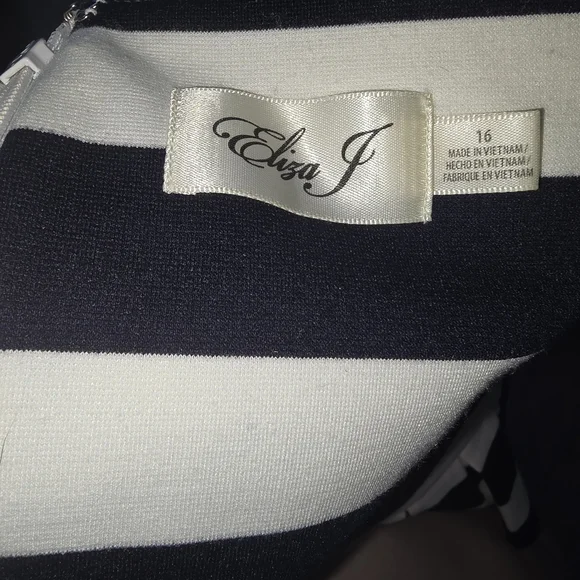 Eliza J
16
MADE IN VIETNAM/
HECHO EN VIETNAM/
FABRIQUE EN VIETNAM